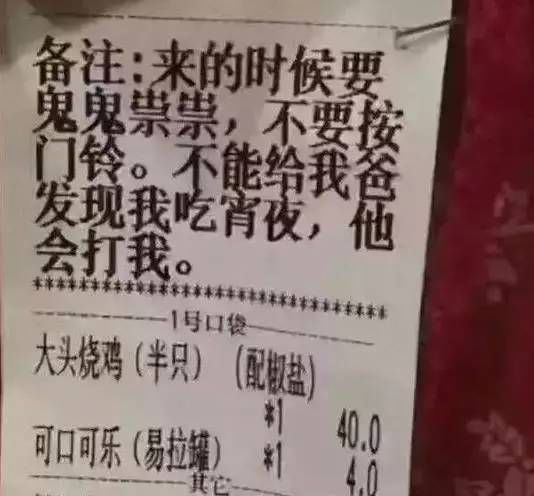 备注:来的时候要
鬼鬼祟祟，不要按
门铃。不能给我爸
发现我吃宵夜，他
会打我。
********************************
1号口袋
大头烧鸡（半只）（配椒盐）
*1 40.0
可口可乐（易拉罐） *1 4.0
其它